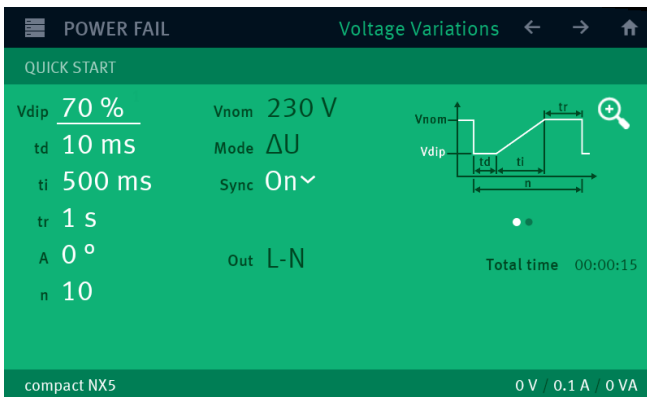 POWER FAIL Voltage Variations
QUICK START
Vdip 70 % Vnom 230 V
td 10 ms Mode ΔU
ti 500 ms Sync On
tr 1 s
A 0 ° Out L-N
n 10
Vnom tr
Vdip td ti
n
Total time 00:00:15
compact NX5 0 V / 0.1 A / 0 VA